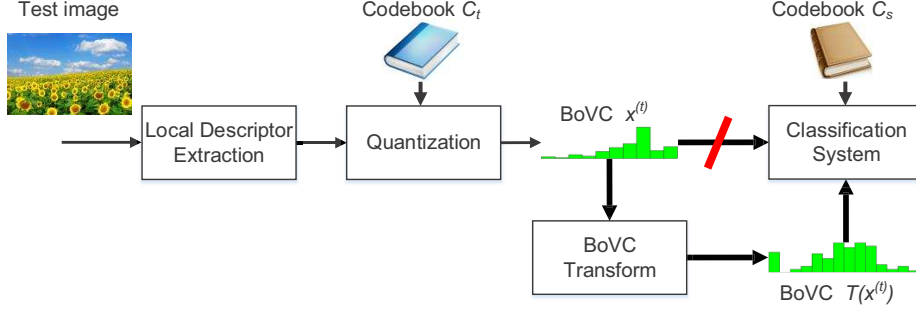 Test image
Codebook C_t
Codebook C_s
Local Descriptor
Extraction
Quantization
BoVC x^(t)
Classification
System
BoVC
Transform
BoVC T(x^(t))